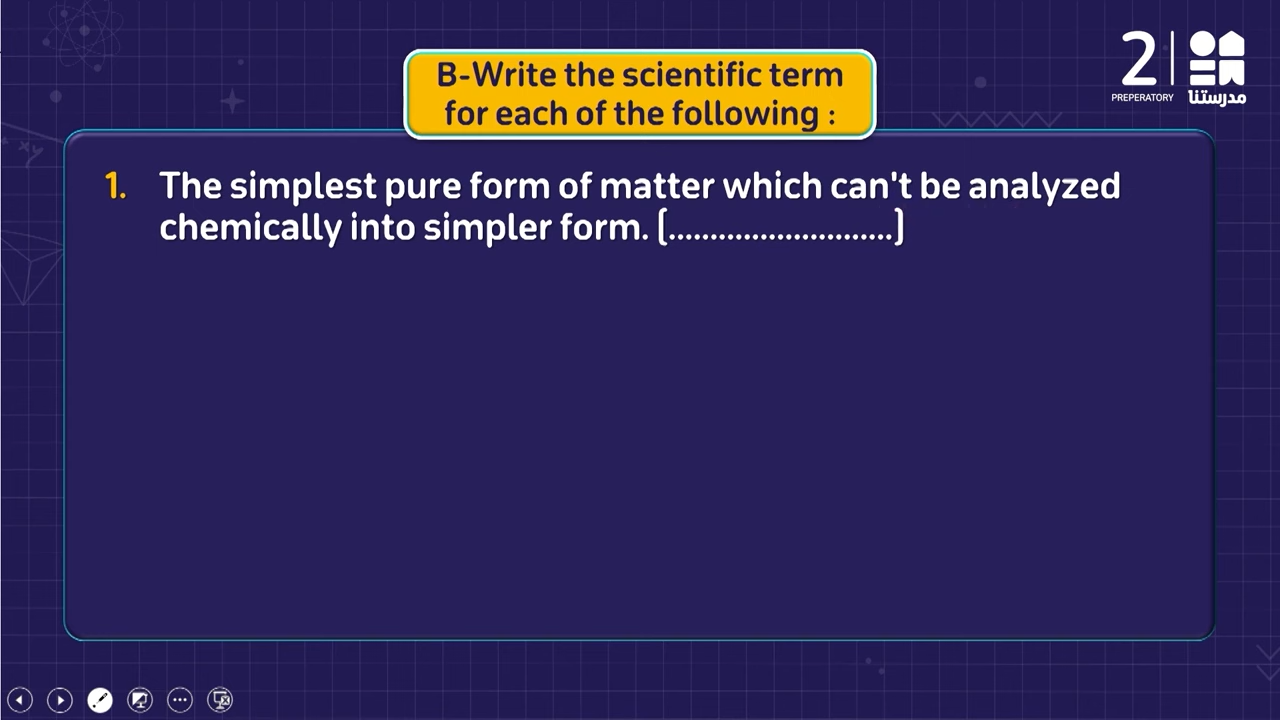 2
PREPERATORY
مدرستنا
B-Write the scientific term
for each of the following :
1. The simplest pure form of matter which can't be analyzed
chemically into simpler form. (...........................)